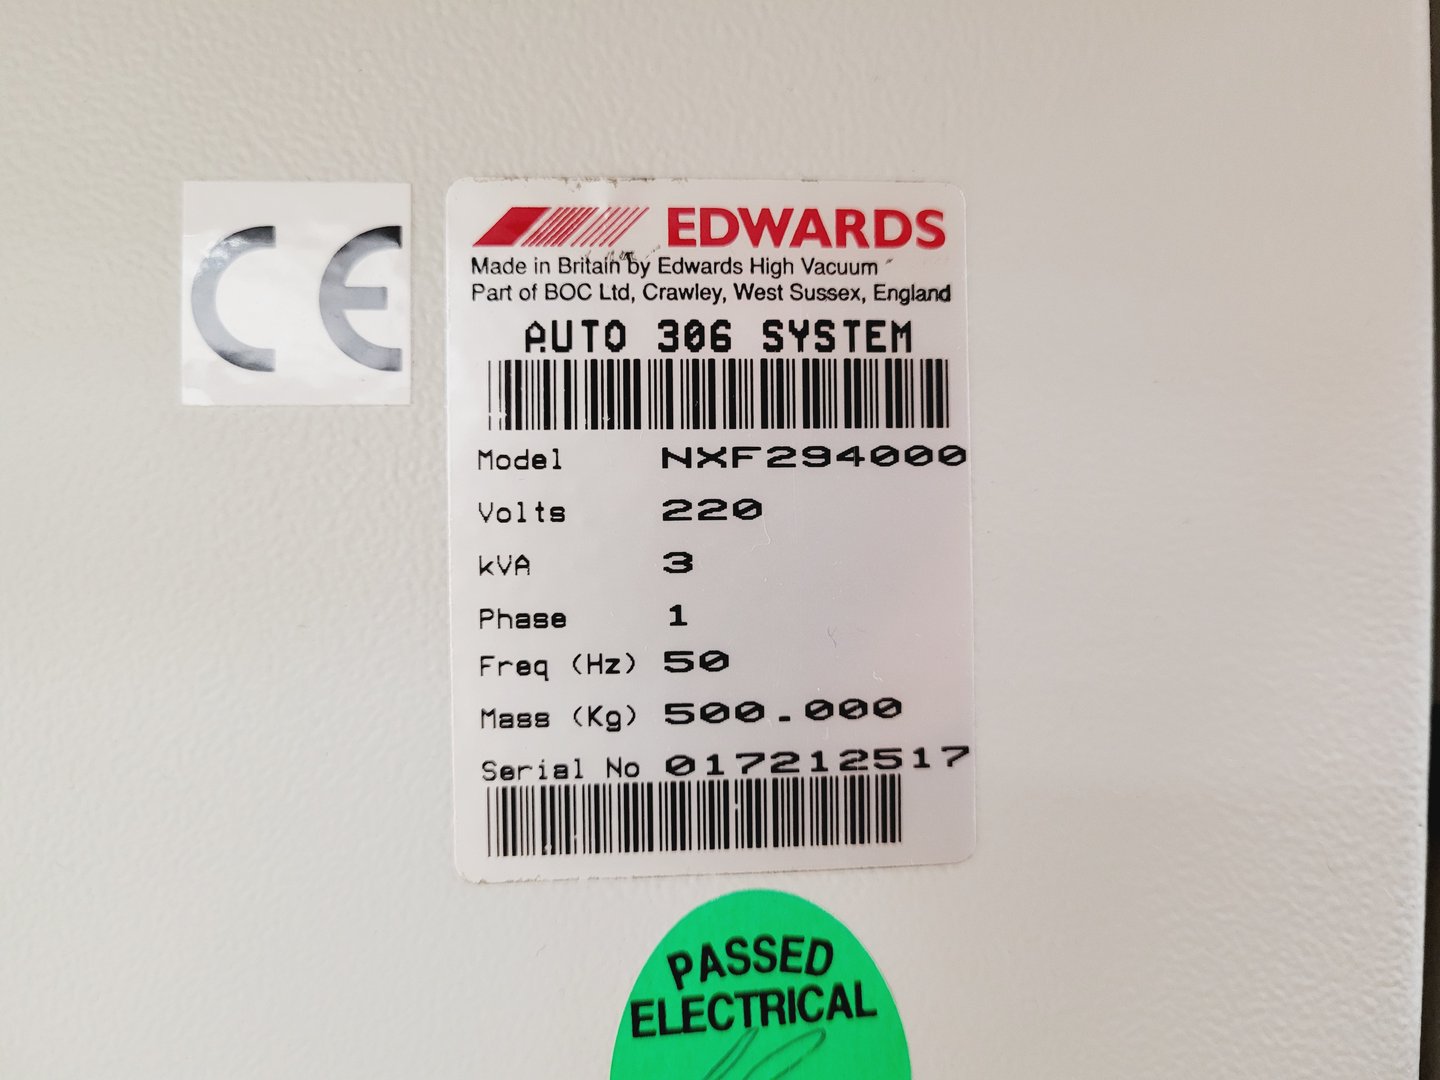 CE
EDWARDS
Made in Britain by Edwards High Vacuum
Part of BOC Ltd, Crawley, West Sussex, England
AUTO 306 SYSTEM
Model NXF294000
Volts 220
kVA 3
Phase 1
Freq (Hz) 50
Mass (Kg) 500.000
Serial No 017212517
PASSED
ELECTRICAL